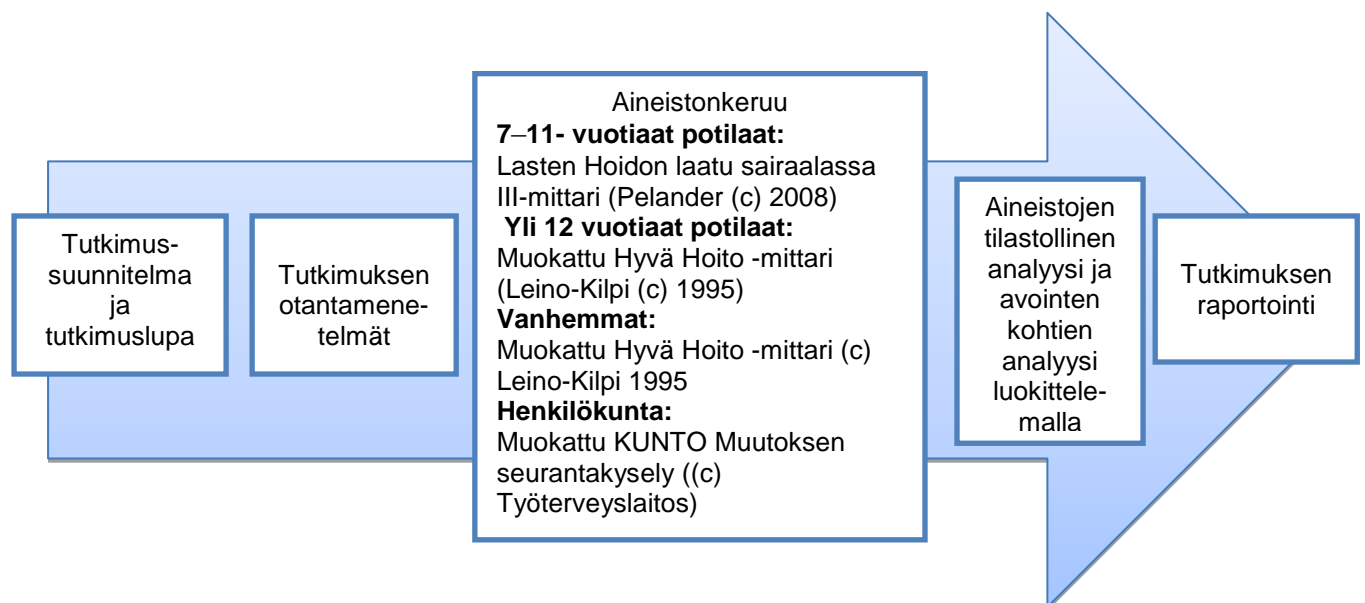 Tutkimus-
suunnitelma
ja
tutkimuslupa
Tutkimuksen
otantamene-
telmät
Aineistonkeruu
7–11- vuotiaat potilaat:
Lasten Hoidon laatu sairaalassa
III-mittari (Pelander (c) 2008)
Yli 12 vuotiaat potilaat:
Muokattu Hyvä Hoito -mittari
(Leino-Kilpi (c) 1995)
Vanhemmat:
Muokattu Hyvä Hoito -mittari (c)
Leino-Kilpi 1995
Henkilökunta:
Muokattu KUNTO Muutoksen
seurantakysely ((c)
Työterveyslaitos)
Aineistojen
tilastollinen
analyysi ja
avointen
kohtien
analyysi
luokittele-
malla
Tutkimuksen
raportointi